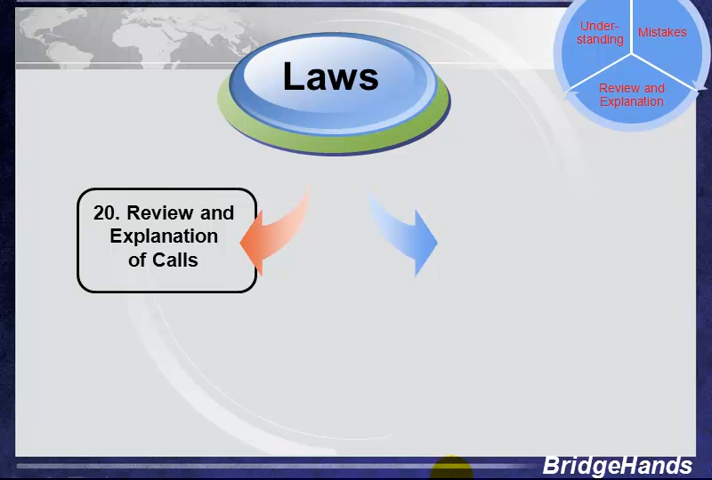 Under-
standing
Mistakes
Review and
Explanation
Laws
20. Review and
Explanation
of Calls
BridgeHands